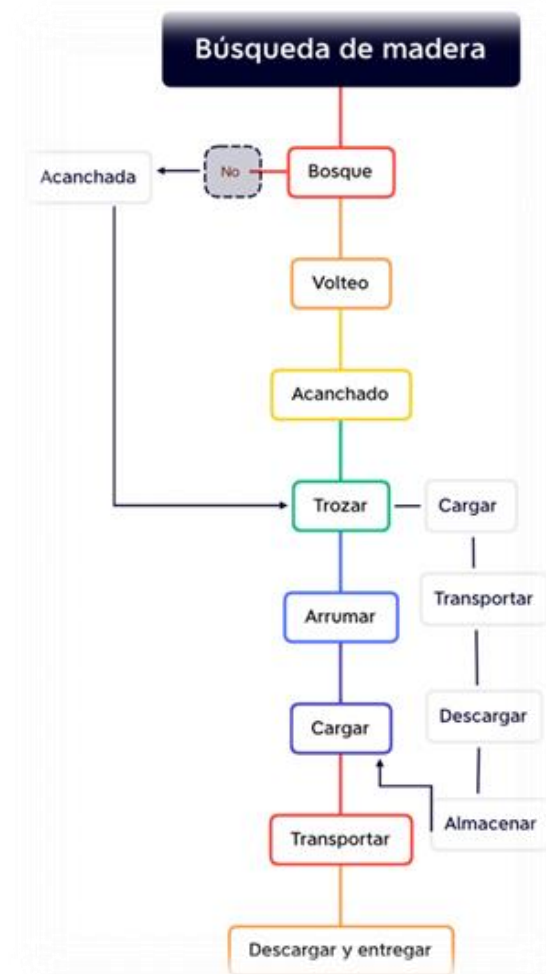 Búsqueda de madera
Acanchada
No
Bosque
Volteo
Acanchado
Trozar
Cargar
Transportar
Arrumar
Descargar
Cargar
Almacenar
Transportar
Descargar y entregar